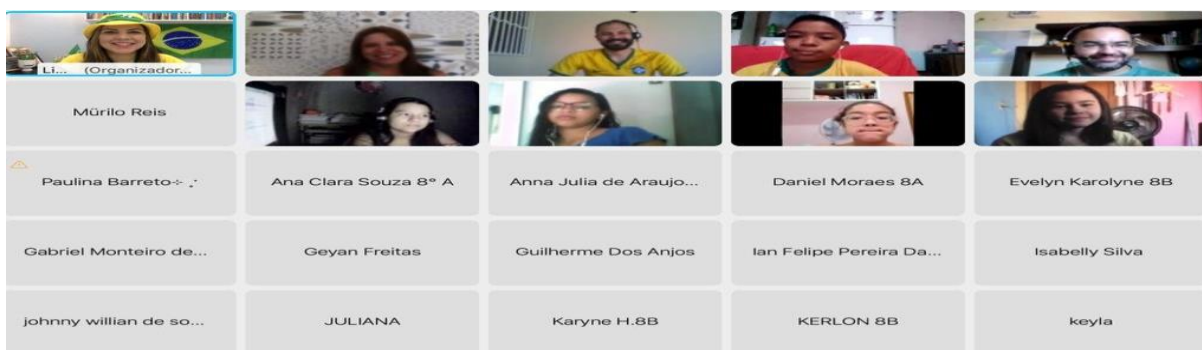 Li... (Organizador...
Mūrilo Reis
Paulina Barreto
Ana Clara Souza 8° A
Anna Julia de Araujo...
Daniel Moraes 8A
Evelyn Karolyne 8B
Gabriel Monteiro de...
Geyan Freitas
Guilherme Dos Anjos
Ian Felipe Pereira Da...
Isabelly Silva
johnny willian de so...
JULIANA
Karyne H.8B
KERLON 8B
keyla